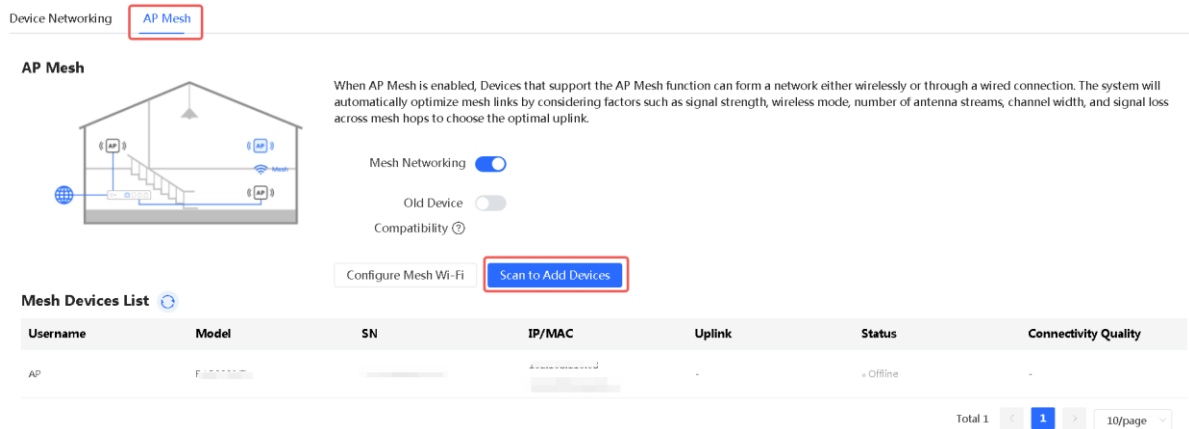 Device Networking AP Mesh
AP Mesh
When AP Mesh is enabled, Devices that support the AP Mesh function can form a network either wirelessly or through a wired connection. The system will
automatically optimize mesh links by considering factors such as signal strength, wireless mode, number of antenna streams, channel width, and signal loss
across mesh hops to choose the optimal uplink.
AP AP
Mesh
AP
Mesh Networking
Old Device
Compatibility ?
Configure Mesh Wi-Fi Scan to Add Devices
Mesh Devices List
Username Model SN IP/MAC Uplink Status Connectivity Quality
AP - Offline -
Total 1 < 1 > 10/page